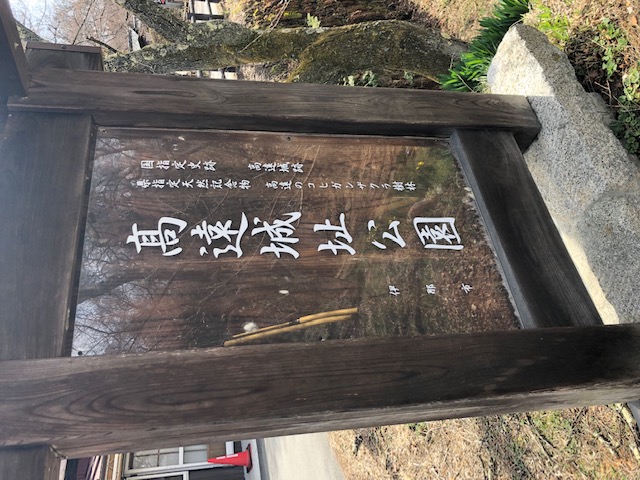 国指定史跡 高遠城跡
県指定天然記念物 高遠のコヒガンザクラ樹林
高遠城址公園
伊那市